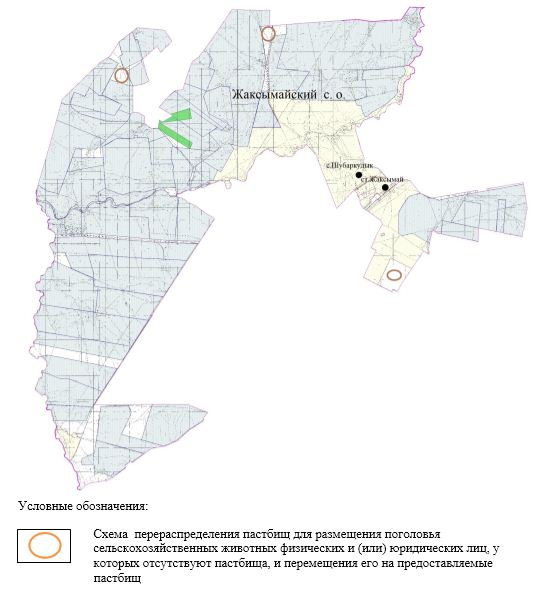 Жаксымайский с. о.
с.Шубаркудык
ст.Жаксымай
Условные обозначения:
Схема перераспределения пастбищ для размещения поголовья
сельскохозяйственных животных физических и (или) юридических лиц, у
которых отсутствуют пастбища, и перемещения его на предоставляемые
пастбищ